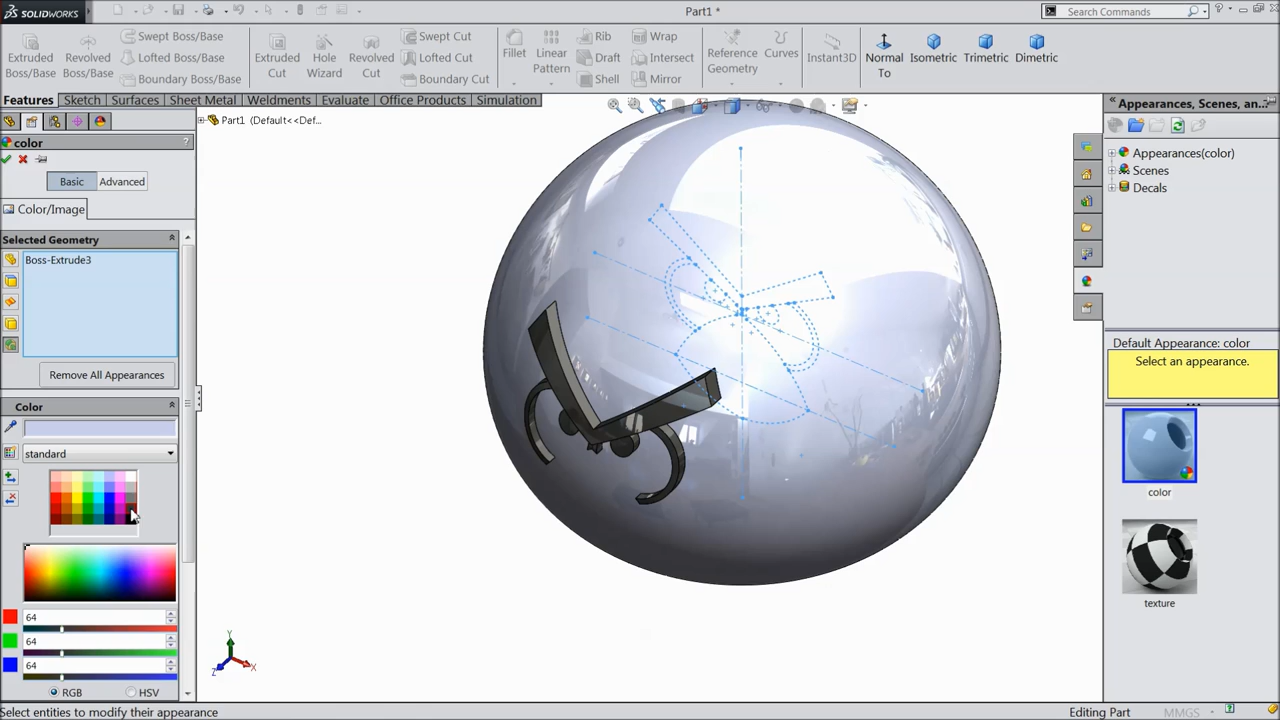 SOLIDWORKS
Part1 *
Search Commands
Extruded Boss/Base
Revolved Boss/Base
Swept Boss/Base
Lofted Boss/Base
Boundary Boss/Base
Extruded Cut
Hole Wizard
Revolved Cut
Swept Cut
Lofted Cut
Boundary Cut
Fillet
Linear Pattern
Rib
Draft
Shell
Wrap
Intersect
Mirror
Reference Geometry
Curves
Instant3D
Normal To
Isometric
Trimetric
Dimetric
Features
Sketch
Surfaces
Sheet Metal
Weldments
Evaluate
Office Products
Simulation
Part1 (Default<<Def...
color
Basic
Advanced
Color/Image
Selected Geometry
Boss-Extrude3
Remove All Appearances
Color
standard
64
64
64
RGB
HSV
Y
X
Z
Appearances, Scenes, an...
Appearances(color)
Scenes
Decals
Default Appearance: color
Select an appearance.
color
texture
Select entities to modify their appearance
Editing Part
MMGS